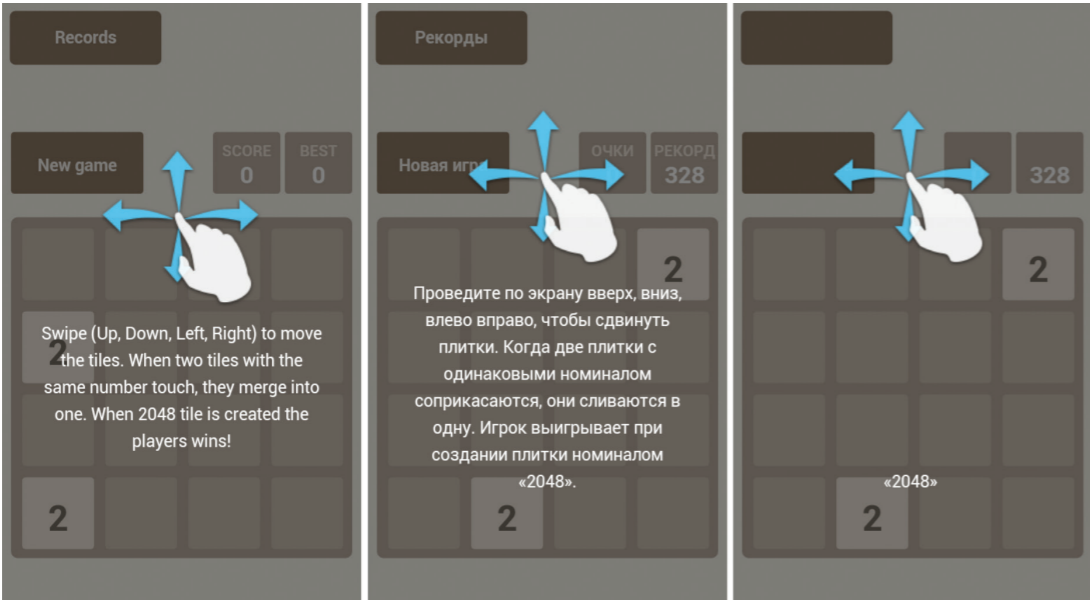 Records
New game
SCORE
0
BEST
0
2
Swipe (Up, Down, Left, Right) to move
the tiles. When two tiles with the
same number touch, they merge into
one. When 2048 tile is created the
players wins!
2
Рекорды
Новая игра
ОЧКИ
РЕКОРД
328
2
Проведите по экрану вверх, вниз,
влево вправо, чтобы сдвинуть
плитки. Когда две плитки с
одинаковыми номиналом
соприкасаются, они сливаются в
одну. Игрок выигрывает при
создании плитки номиналом
«2048».
2
328
2
«2048»
2